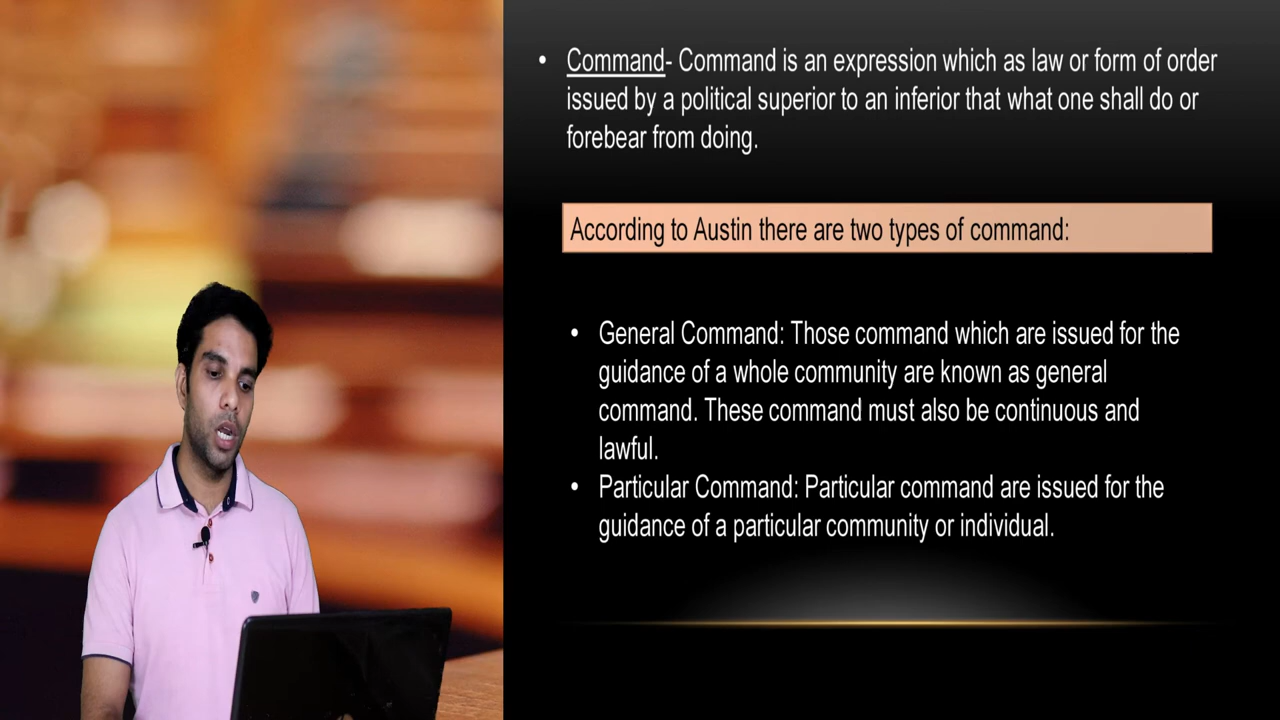 • Command- Command is an expression which as law or form of order
issued by a political superior to an inferior that what one shall do or
forebear from doing.
According to Austin there are two types of command:
• General Command: Those command which are issued for the
guidance of a whole community are known as general
command. These command must also be continuous and
lawful.
• Particular Command: Particular command are issued for the
guidance of a particular community or individual.